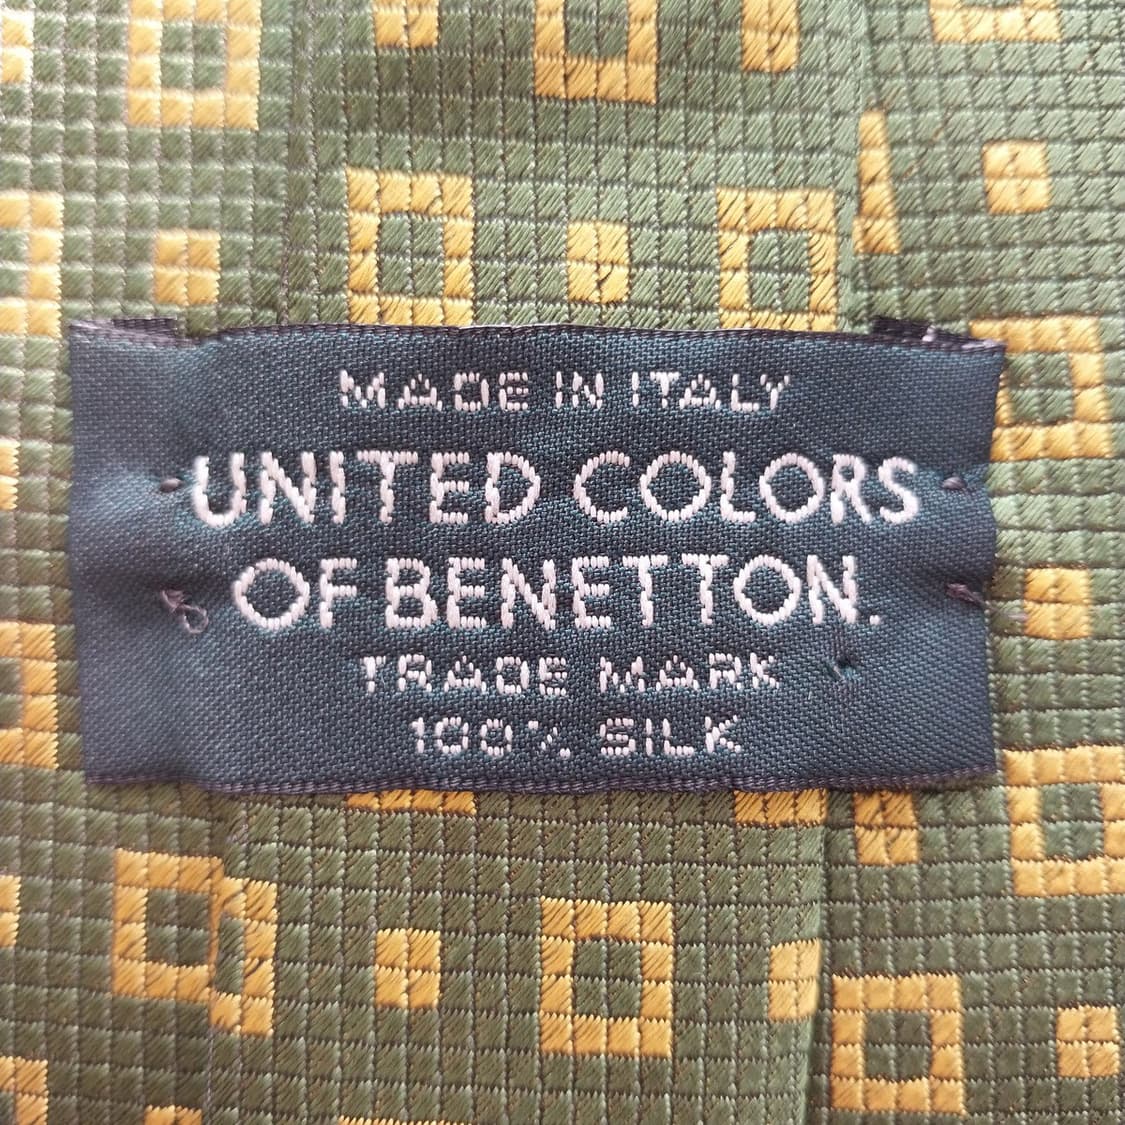 MADE IN ITALY
UNITED COLORS
OF BENETTON.
TRADE MARK
100% SILK